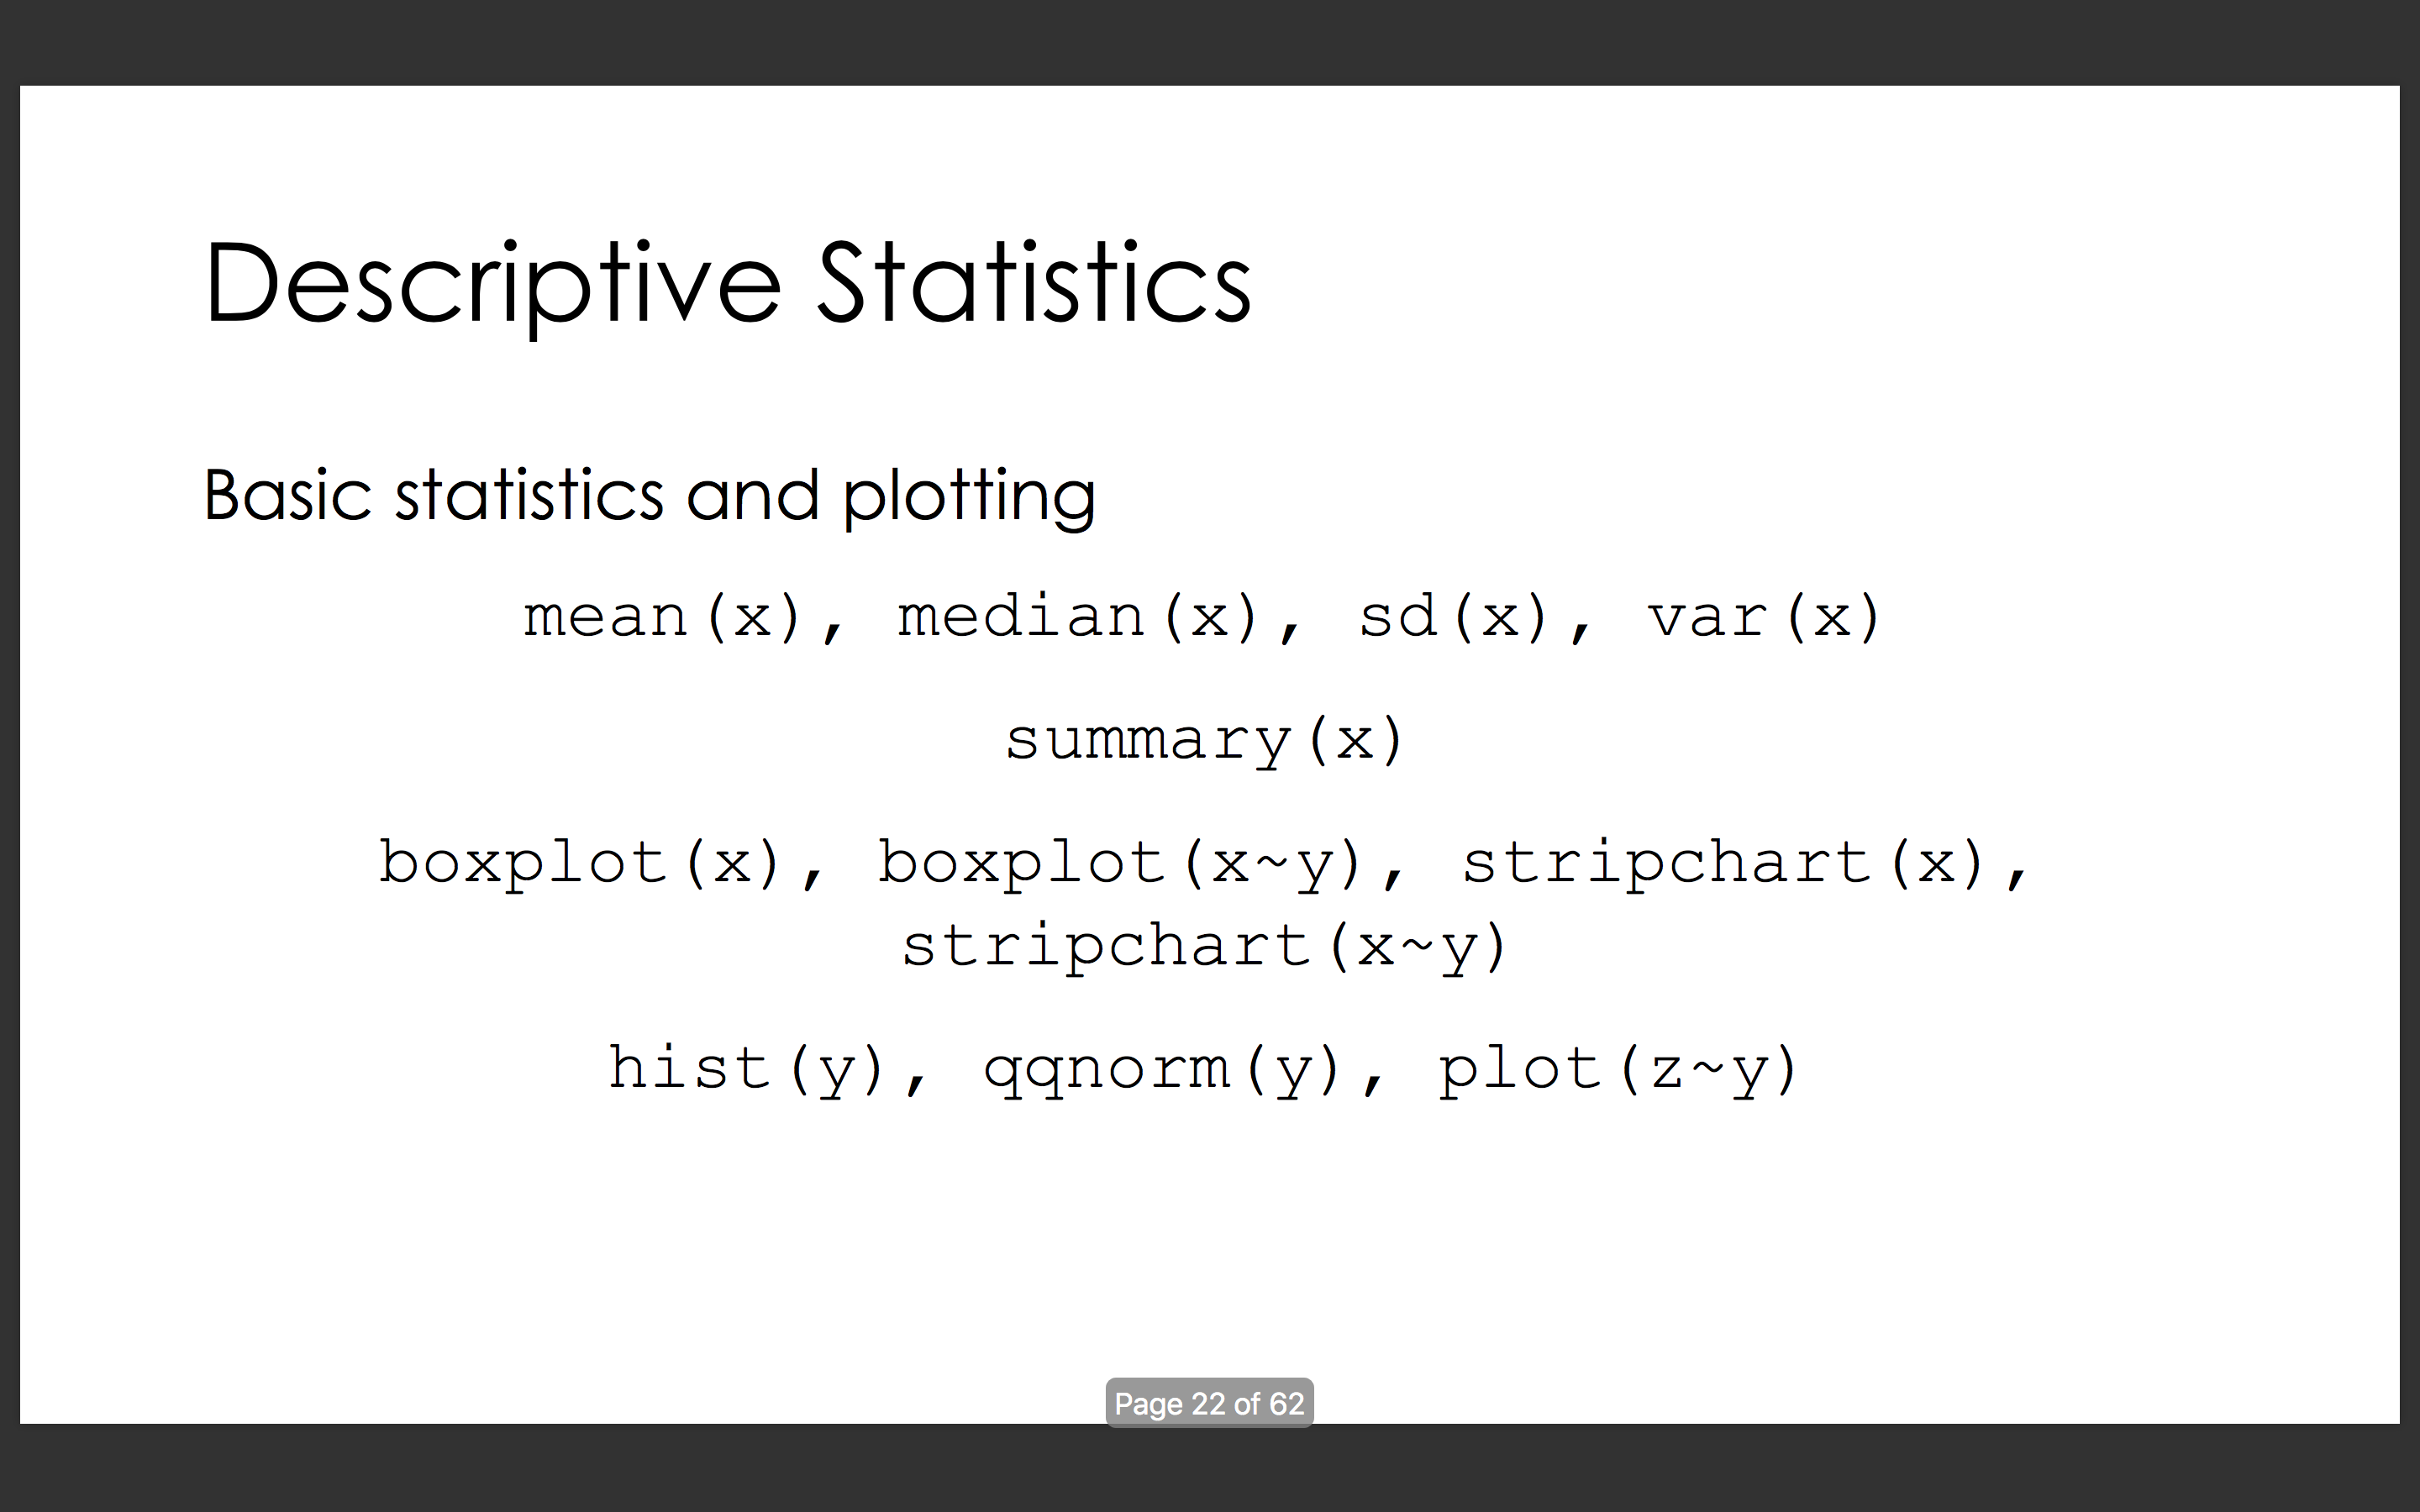 Descriptive Statistics
Basic statistics and plotting
mean(x), median(x), sd(x), var(x)
summary(x)
boxplot(x), boxplot(x~y), stripchart(x),
stripchart(x~y)
hist(y), qqnorm(y), plot(z~y)
Page 22 of 62